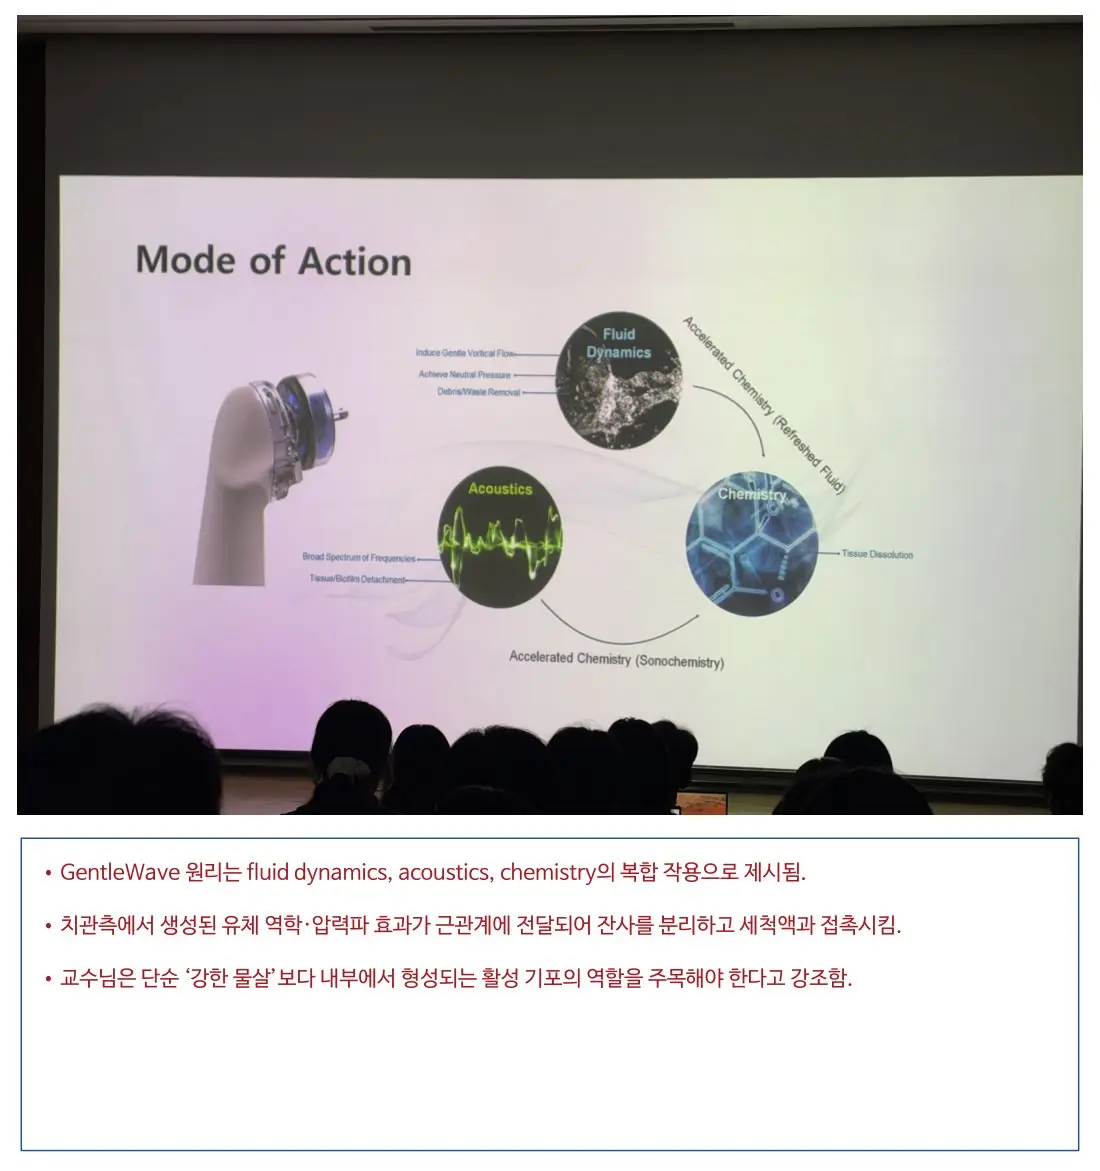 Mode of Action
Fluid
Dynamics
Induce Gentle Vortical Flow
Achieve Neutral Pressure
Debris/Waste Removal
Accelerated Chemistry (Refreshed Fluid)
Acoustics
Chemistry
Broad Spectrum of Frequencies
Tissue/Biofilm Detachment
Tissue Dissolution
O
Accelerated Chemistry (Sonochemistry)
• GentleWave 원리는 fluid dynamics, acoustics, chemistry의 복합 작용으로 제시됨.
• 치관측에서 생성된 유체 역학·압력파 효과가 근관계에 전달되어 잔사를 분리하고 세척액과 접촉시킴.
• 교수님은 단순 ‘강한 물살’보다 내부에서 형성되는 활성 기포의 역할을 주목해야 한다고 강조함.